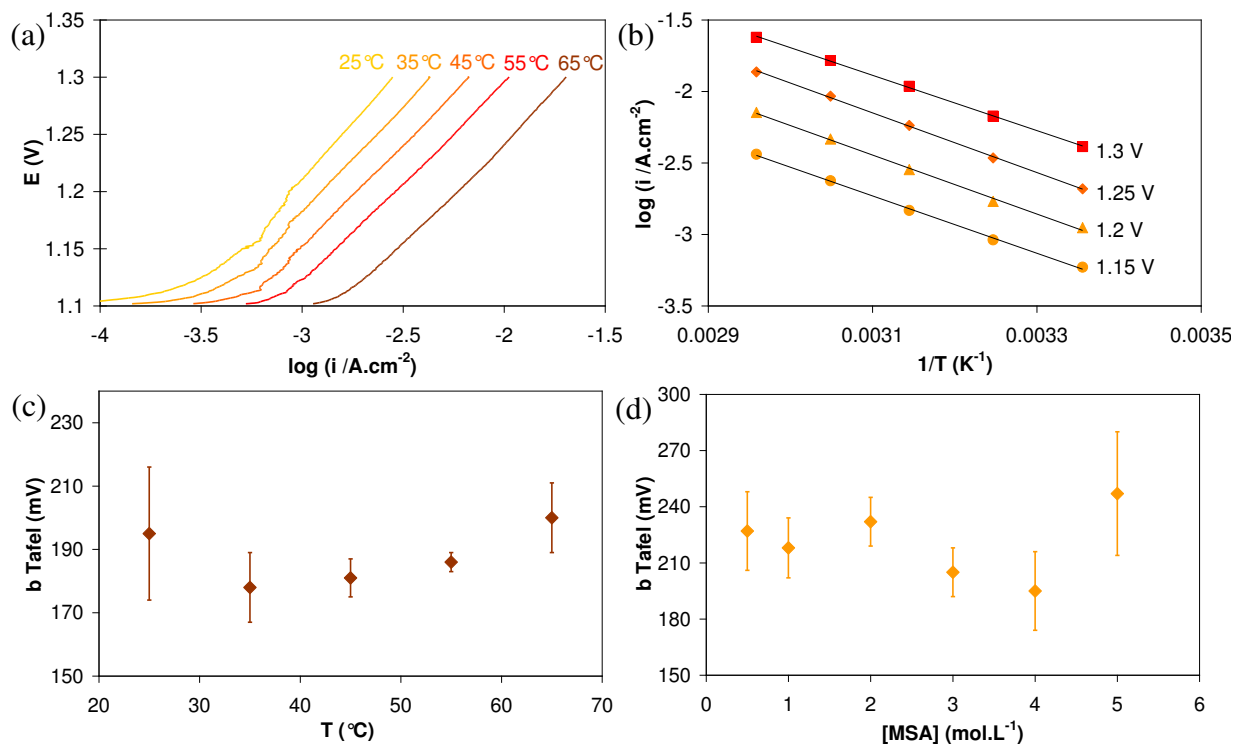 (a)
1.35
1.3
1.25
1.2
1.15
1.1
E (V)
25°C 35°C 45°C 55°C 65°C
-4 -3.5 -3 -2.5 -2 -1.5
log (i /A.cm⁻²)
(b)
-1.5
-2
-2.5
-3
-3.5
log (i /A.cm⁻²)
1.3 V
1.25 V
1.2 V
1.15 V
0.0029 0.0031 0.0033 0.0035
1/T (K⁻¹)
(c)
230
210
190
170
150
b Tafel (mV)
20 30 40 50 60 70
T (°C)
(d)
300
270
240
210
180
150
b Tafel (mV)
0 1 2 3 4 5 6
[MSA] (mol.L⁻¹)